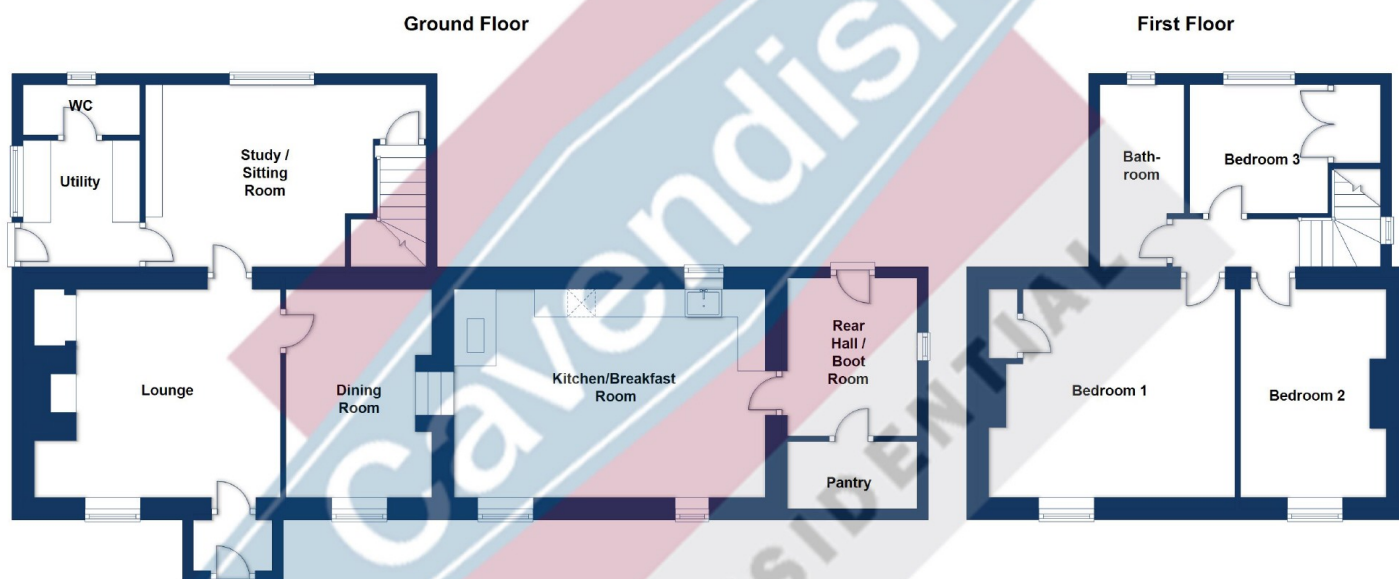 Ground Floor
First Floor
WC
Utility
Study /
Sitting
Room
Lounge
Dining
Room
Kitchen/Breakfast
Room
Rear
Hall /
Boot
Room
Pantry
Bath-
room
Bedroom 3
Bedroom 1
Bedroom 2
Cavendish
SIDENTIAL